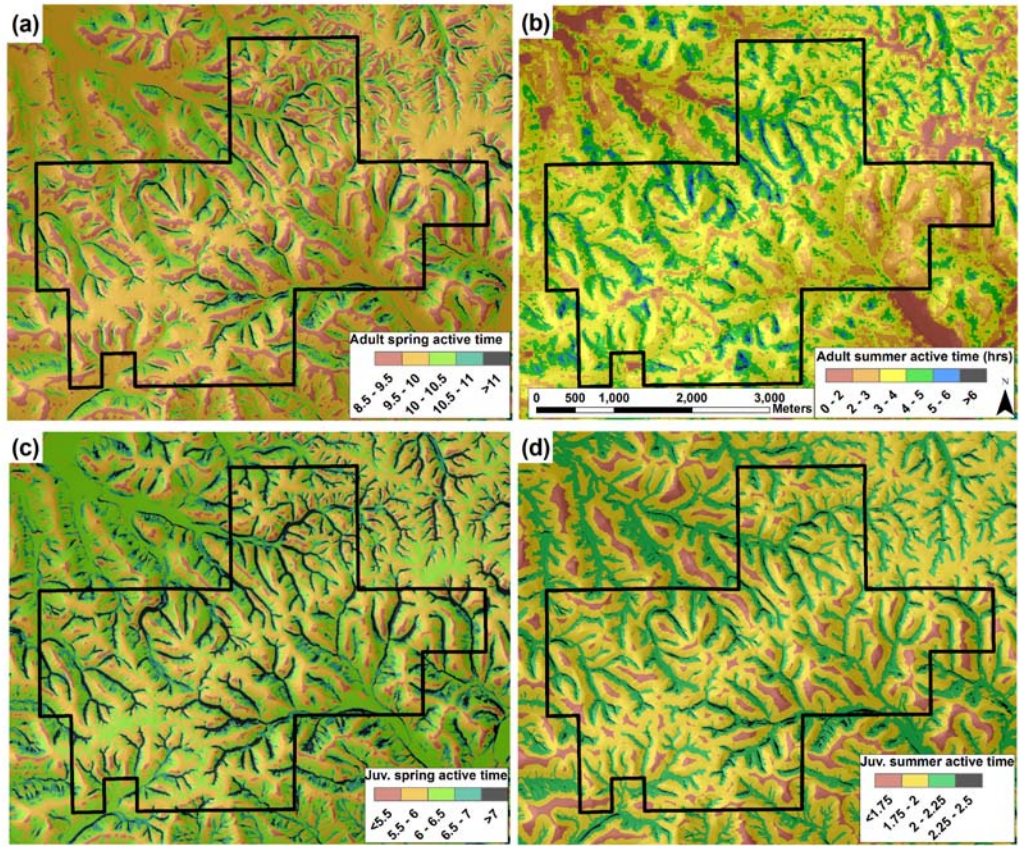 (a)
Adult spring active time
8.5 - 9.5
9.5 - 10
10 - 10.5
10.5 - 11
>11
(b)
Adult summer active time (hrs)
0 - 2
2 - 3
3 - 4
4 - 5
5 - 6
>6
N
0 500 1,000 2,000 3,000
Meters
(c)
Juv. spring active time
<5.5
5.5 - 6
6 - 6.5
6.5 - 7
>7
(d)
Juv. summer active time
<1.75
1.75 - 2
2 - 2.25
2.25 - 2.5